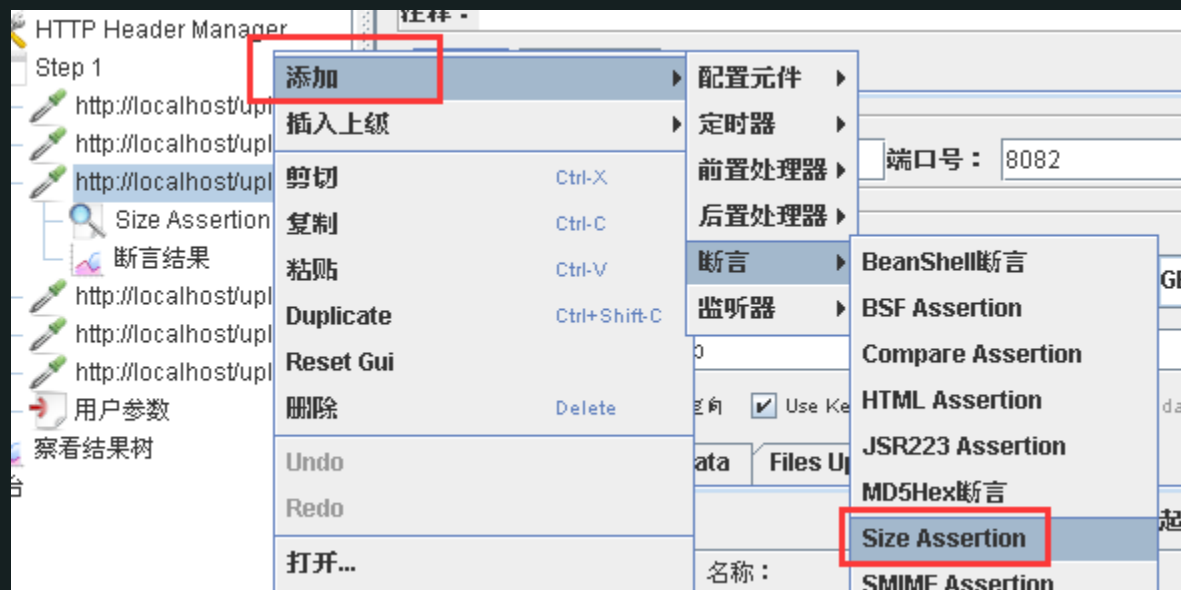 HTTP Header Manager
Step 1
http://localhost/upl
http://localhost/upl
http://localhost/upl
Size Assertion
断言结果
http://localhost/upl
http://localhost/upl
http://localhost/upl
用户参数
察看结果树
台
注释：
添加
插入上级
剪切 Ctrl-X
复制 Ctrl-C
粘贴 Ctrl-V
Duplicate Ctrl+Shift-C
Reset Gui
删除 Delete
Undo
Redo
打开...
配置元件
定时器
前置处理器
后置处理器
断言
监听器
端口号： 8082
Use Ke
ata Files Up
名称：
BeanShell断言
BSF Assertion
Compare Assertion
HTML Assertion
JSR223 Assertion
MD5Hex断言
Size Assertion
SMIME Assertion